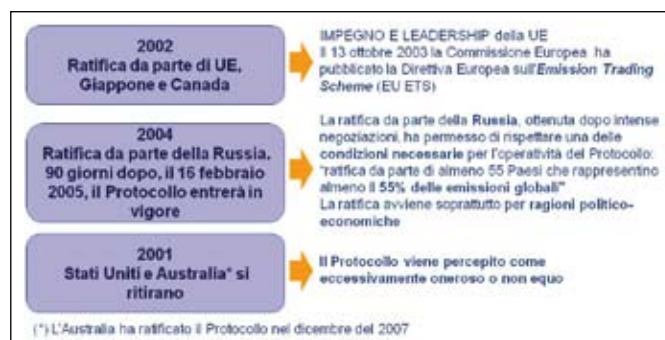 2002
Ratifica da parte di UE,
Giappone e Canada
IMPEGNO E LEADERSHIP della UE
Il 13 ottobre 2003 la Commissione Europea ha
pubblicato la Direttiva Europea sull'Emission Trading
Scheme (EU ETS)
2004
Ratifica da parte della Russia.
90 giorni dopo, il 16 febbraio
2005, il Protocollo entrerà in
vigore
La ratifica da parte della Russia, ottenuta dopo intense
negoziazioni, ha permesso di rispettare una delle
condizioni necessarie per l'operatività del Protocollo:
"ratifica da parte di almeno 55 Paesi che rappresentino
almeno il 55% delle emissioni globali"
La ratifica avviene soprattutto per ragioni politico-
economiche
2001
Stati Uniti e Australia* si
ritirano
Il Protocollo viene percepito come
eccessivamente oneroso o non equo
(*) L'Australia ha ratificato il Protocollo nel dicembre del 2007